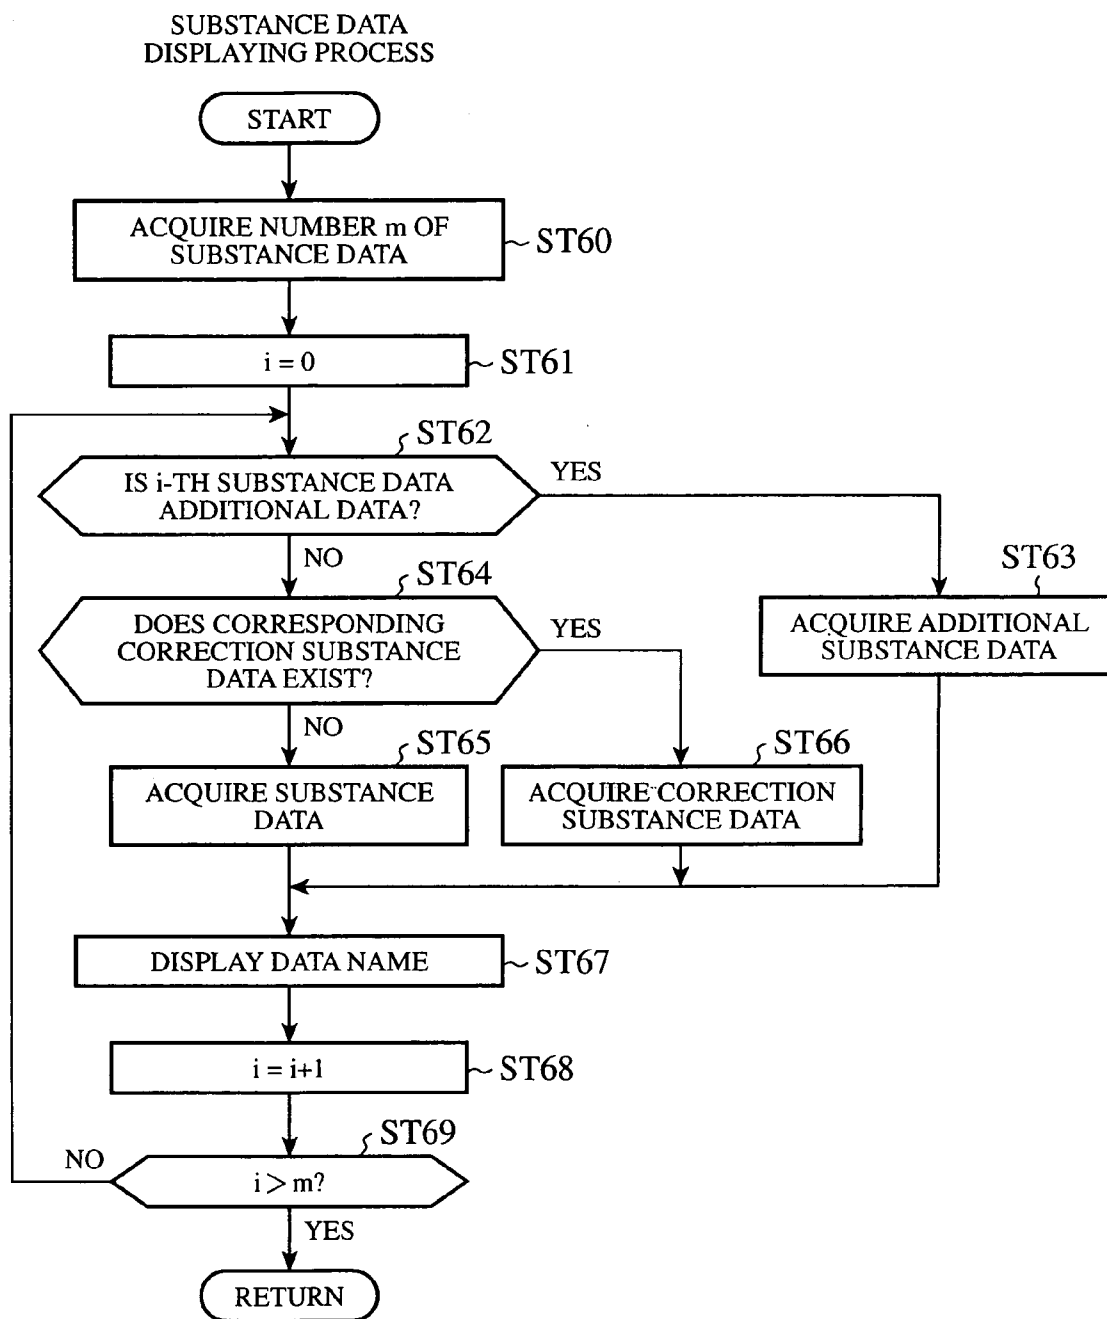 SUBSTANCE DATA
DISPLAYING PROCESS
START
ACQUIRE NUMBER m OF
SUBSTANCE DATA
ST60
i = 0
ST61
ST62
IS i-TH SUBSTANCE DATA
ADDITIONAL DATA?
YES
NO
ST63
ACQUIRE ADDITIONAL
SUBSTANCE DATA
ST64
DOES CORRESPONDING
CORRECTION SUBSTANCE
DATA EXIST?
YES
NO
ST65
ACQUIRE SUBSTANCE
DATA
ST66
ACQUIRE CORRECTION
SUBSTANCE DATA
DISPLAY DATA NAME
ST67
i = i+1
ST68
ST69
NO
i > m?
YES
RETURN